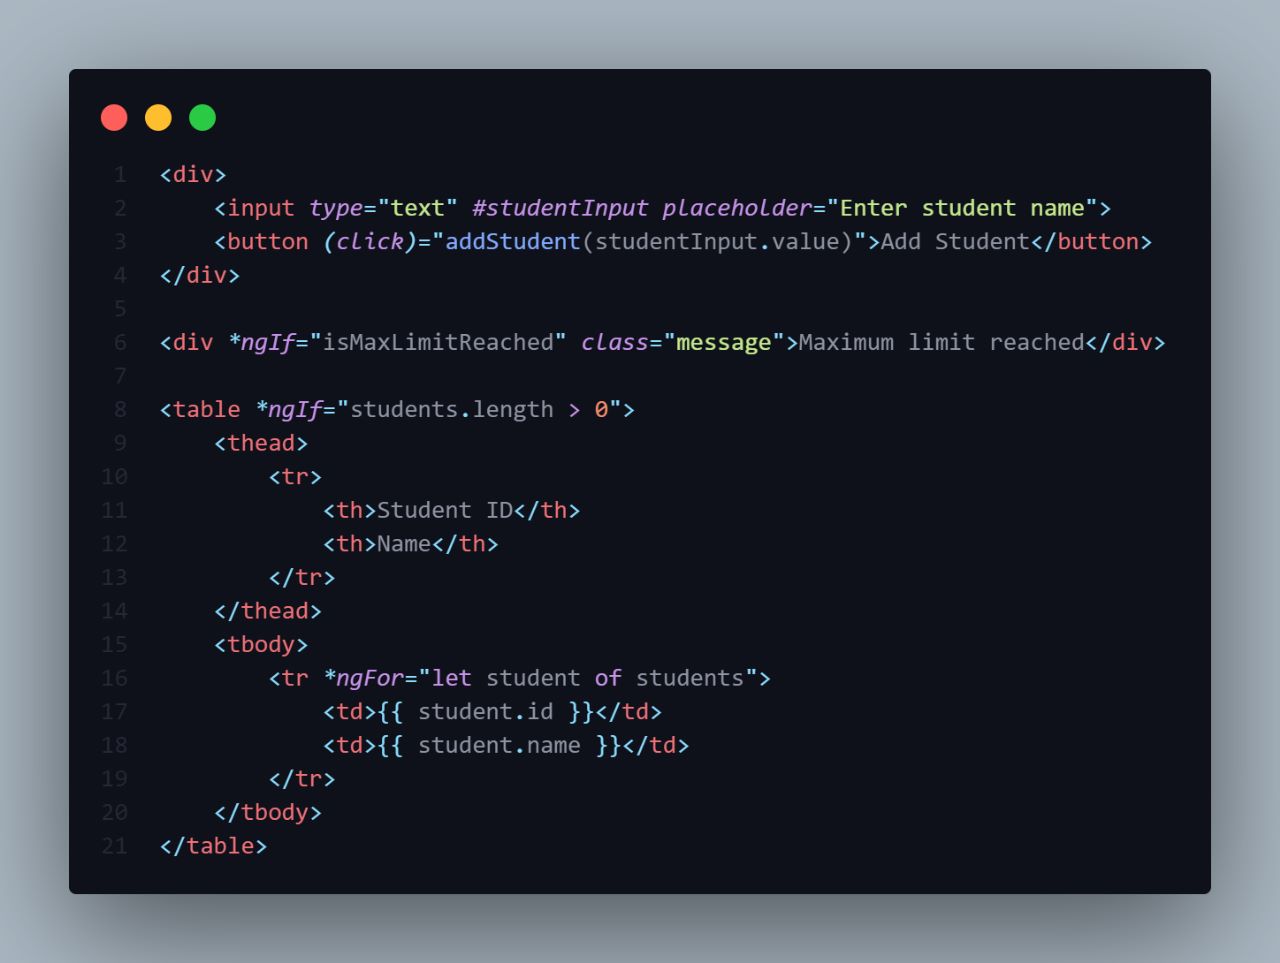 1 <div>
2     <input type="text" #studentInput placeholder="Enter student name">
3     <button (click)="addStudent(studentInput.value)">Add Student</button>
4 </div>
5
6 <div *ngIf="isMaxLimitReached" class="message">Maximum limit reached</div>
7
8 <table *ngIf="students.length > 0">
9     <thead>
10         <tr>
11             <th>Student ID</th>
12             <th>Name</th>
13         </tr>
14     </thead>
15     <tbody>
16         <tr *ngFor="let student of students">
17             <td>{{ student.id }}</td>
18             <td>{{ student.name }}</td>
19         </tr>
20     </tbody>
21 </table>